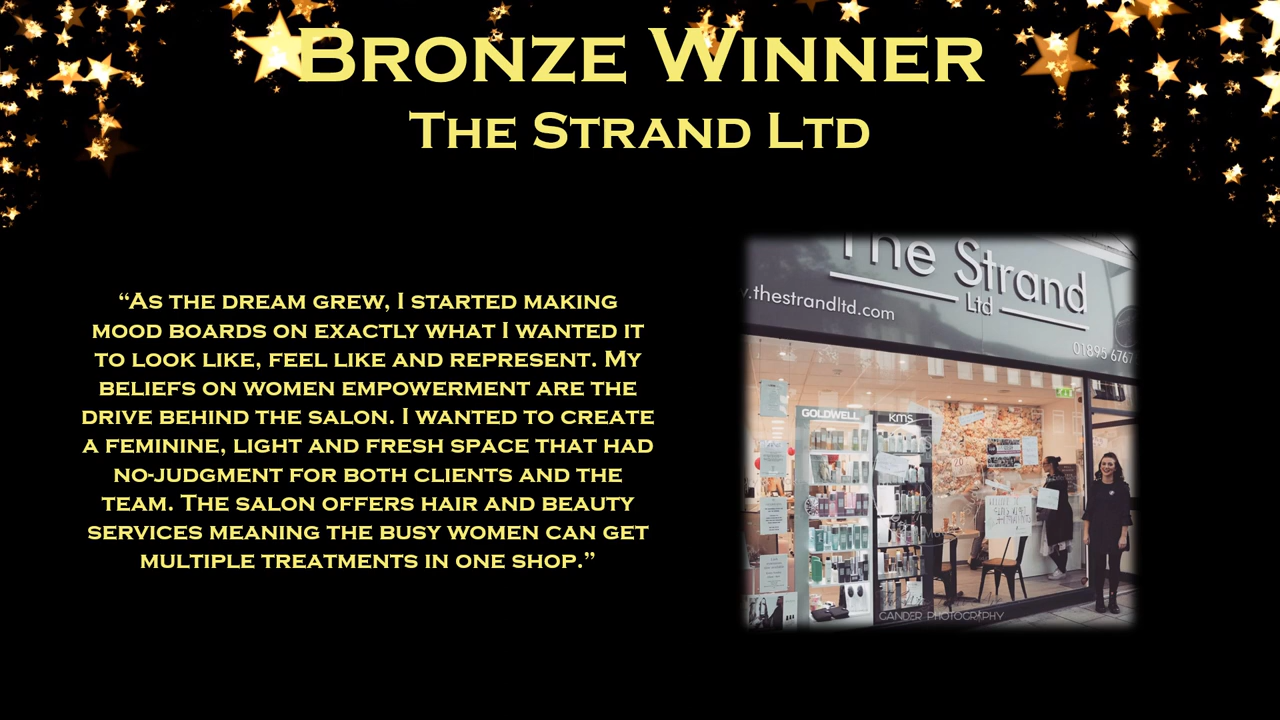 Bronze Winner
The Strand Ltd
“As the dream grew, I started making
mood boards on exactly what I wanted it
to look like, feel like and represent. My
beliefs on women empowerment are the
drive behind the salon. I wanted to create
a feminine, light and fresh space that had
no-judgment for both clients and the
team. The salon offers hair and beauty
services meaning the busy women can get
multiple treatments in one shop.”
The Strand
Ltd
.thestrandltd.com
01895 6767
GOLDWELL
kms
GANDER PHOTOGRAPHY